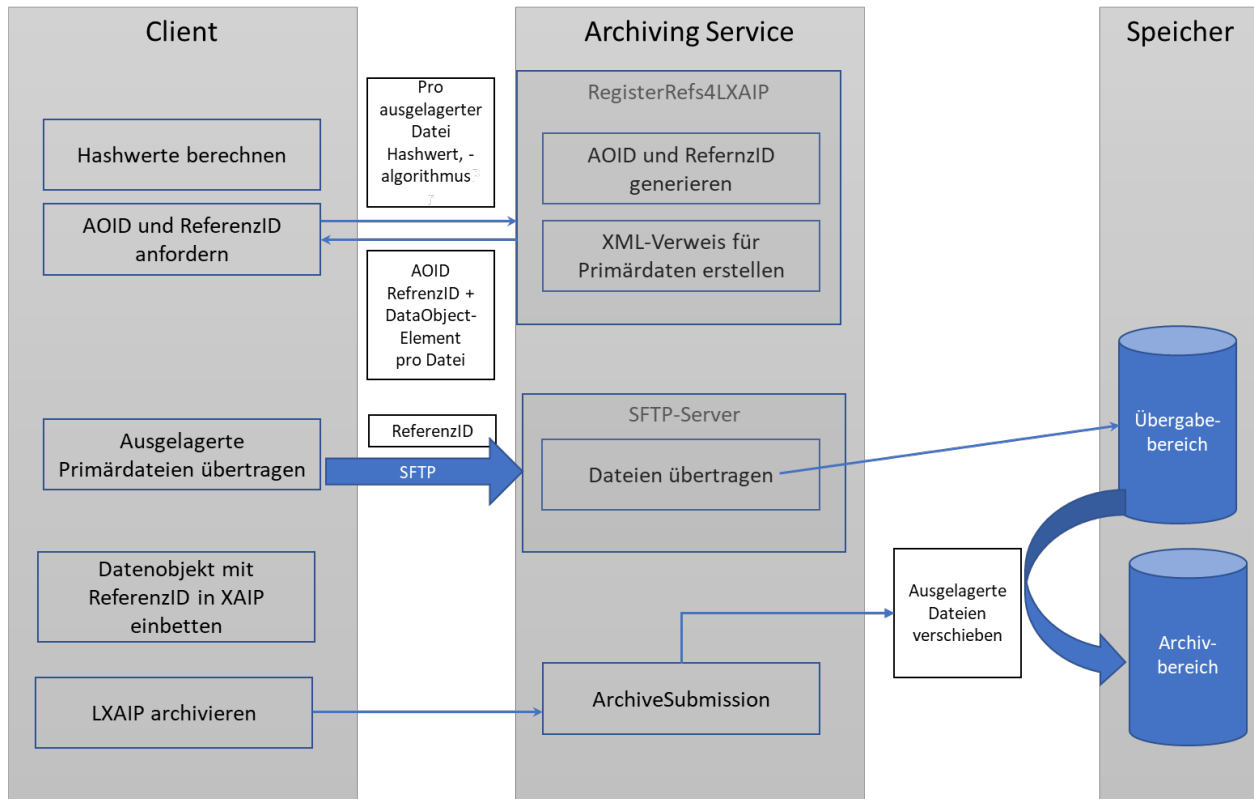 Client
Archiving Service
Speicher
Pro
ausgelagerter
Datei
Hashwert, -
algorithmus
RegisterRefs4LXAIP
Hashwerte berechnen
AOID und RefernzID
generieren
AOID und ReferenzID
anfordern
XML-Verweis für
Primärdaten erstellen
AOID
RefrenzID +
DataObject-
Element
pro Datei
ReferenzID
SFTP-Server
Ausgelagerte
Primärdateien übertragen
SFTP
Dateien übertragen
Übergabe-
bereich
Datenobjekt mit
ReferenzID in XAIP
einbetten
Ausgelagerte
Dateien
verschieben
Archiv-
bereich
LXAIP archivieren
ArchiveSubmission